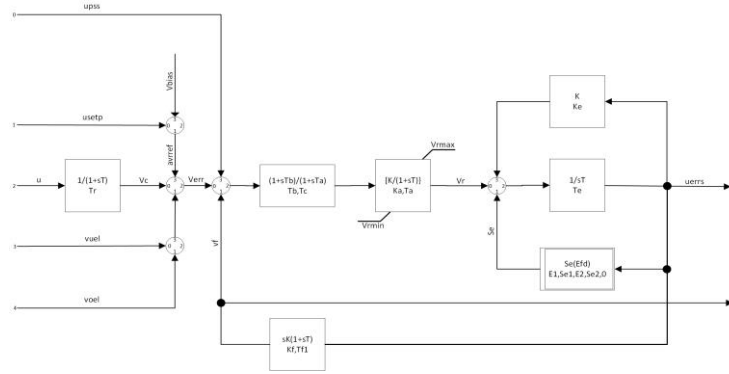 0
upss
Vbias
1
usetp
avrref
2
u
1/(1+sT)
Tr
Vc
Verr
(1+sTb)/(1+sTa)
Tb,Tc
[K/(1+sT)]
Ka,Ta
Vrmax
Vrmin
Vr
K
Ke
1/sT
Te
uerrs
Se
Se(Efd)
E1,Se1,E2,Se2,0
3
vuel
voel
vf
sK(1+sT)
Kf,Tf1